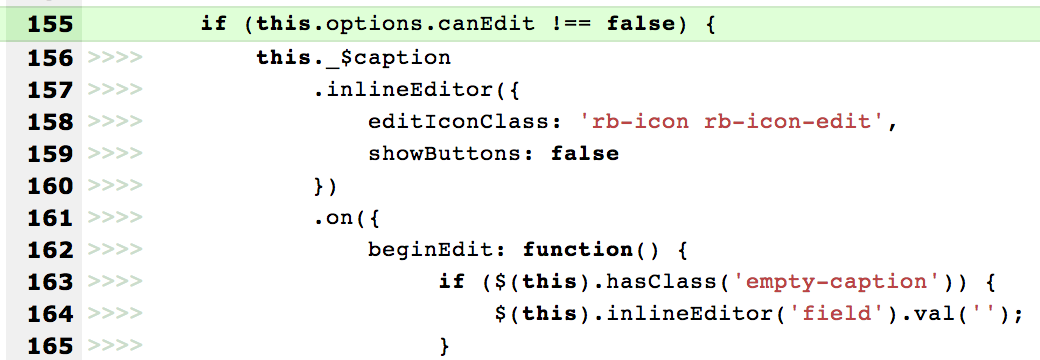 155 if (this.options.canEdit !== false) {
156 >>>> this._$caption
157 >>>> .inlineEditor({
158 >>>> editIconClass: 'rb-icon rb-icon-edit',
159 >>>> showButtons: false
160 >>>> })
161 >>>> .on({
162 >>>> beginEdit: function() {
163 >>>> if ($(this).hasClass('empty-caption')) {
164 >>>> $(this).inlineEditor('field').val('');
165 >>>> }